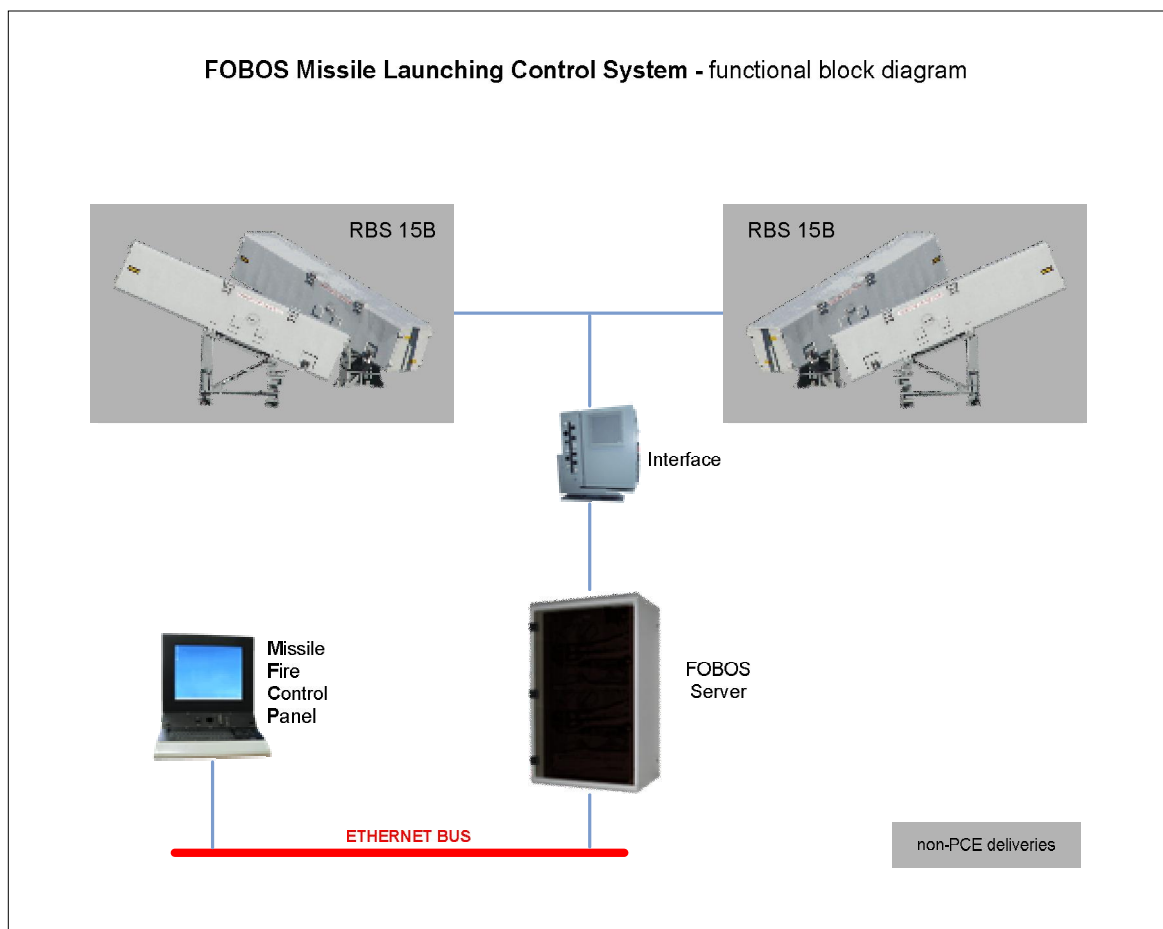 FOBOS Missile Launching Control System - functional block diagram
RBS 15B
RBS 15B
Interface
Missile
Fire
Control
Panel
FOBOS
Server
ETHERNET BUS
non-PCE deliveries